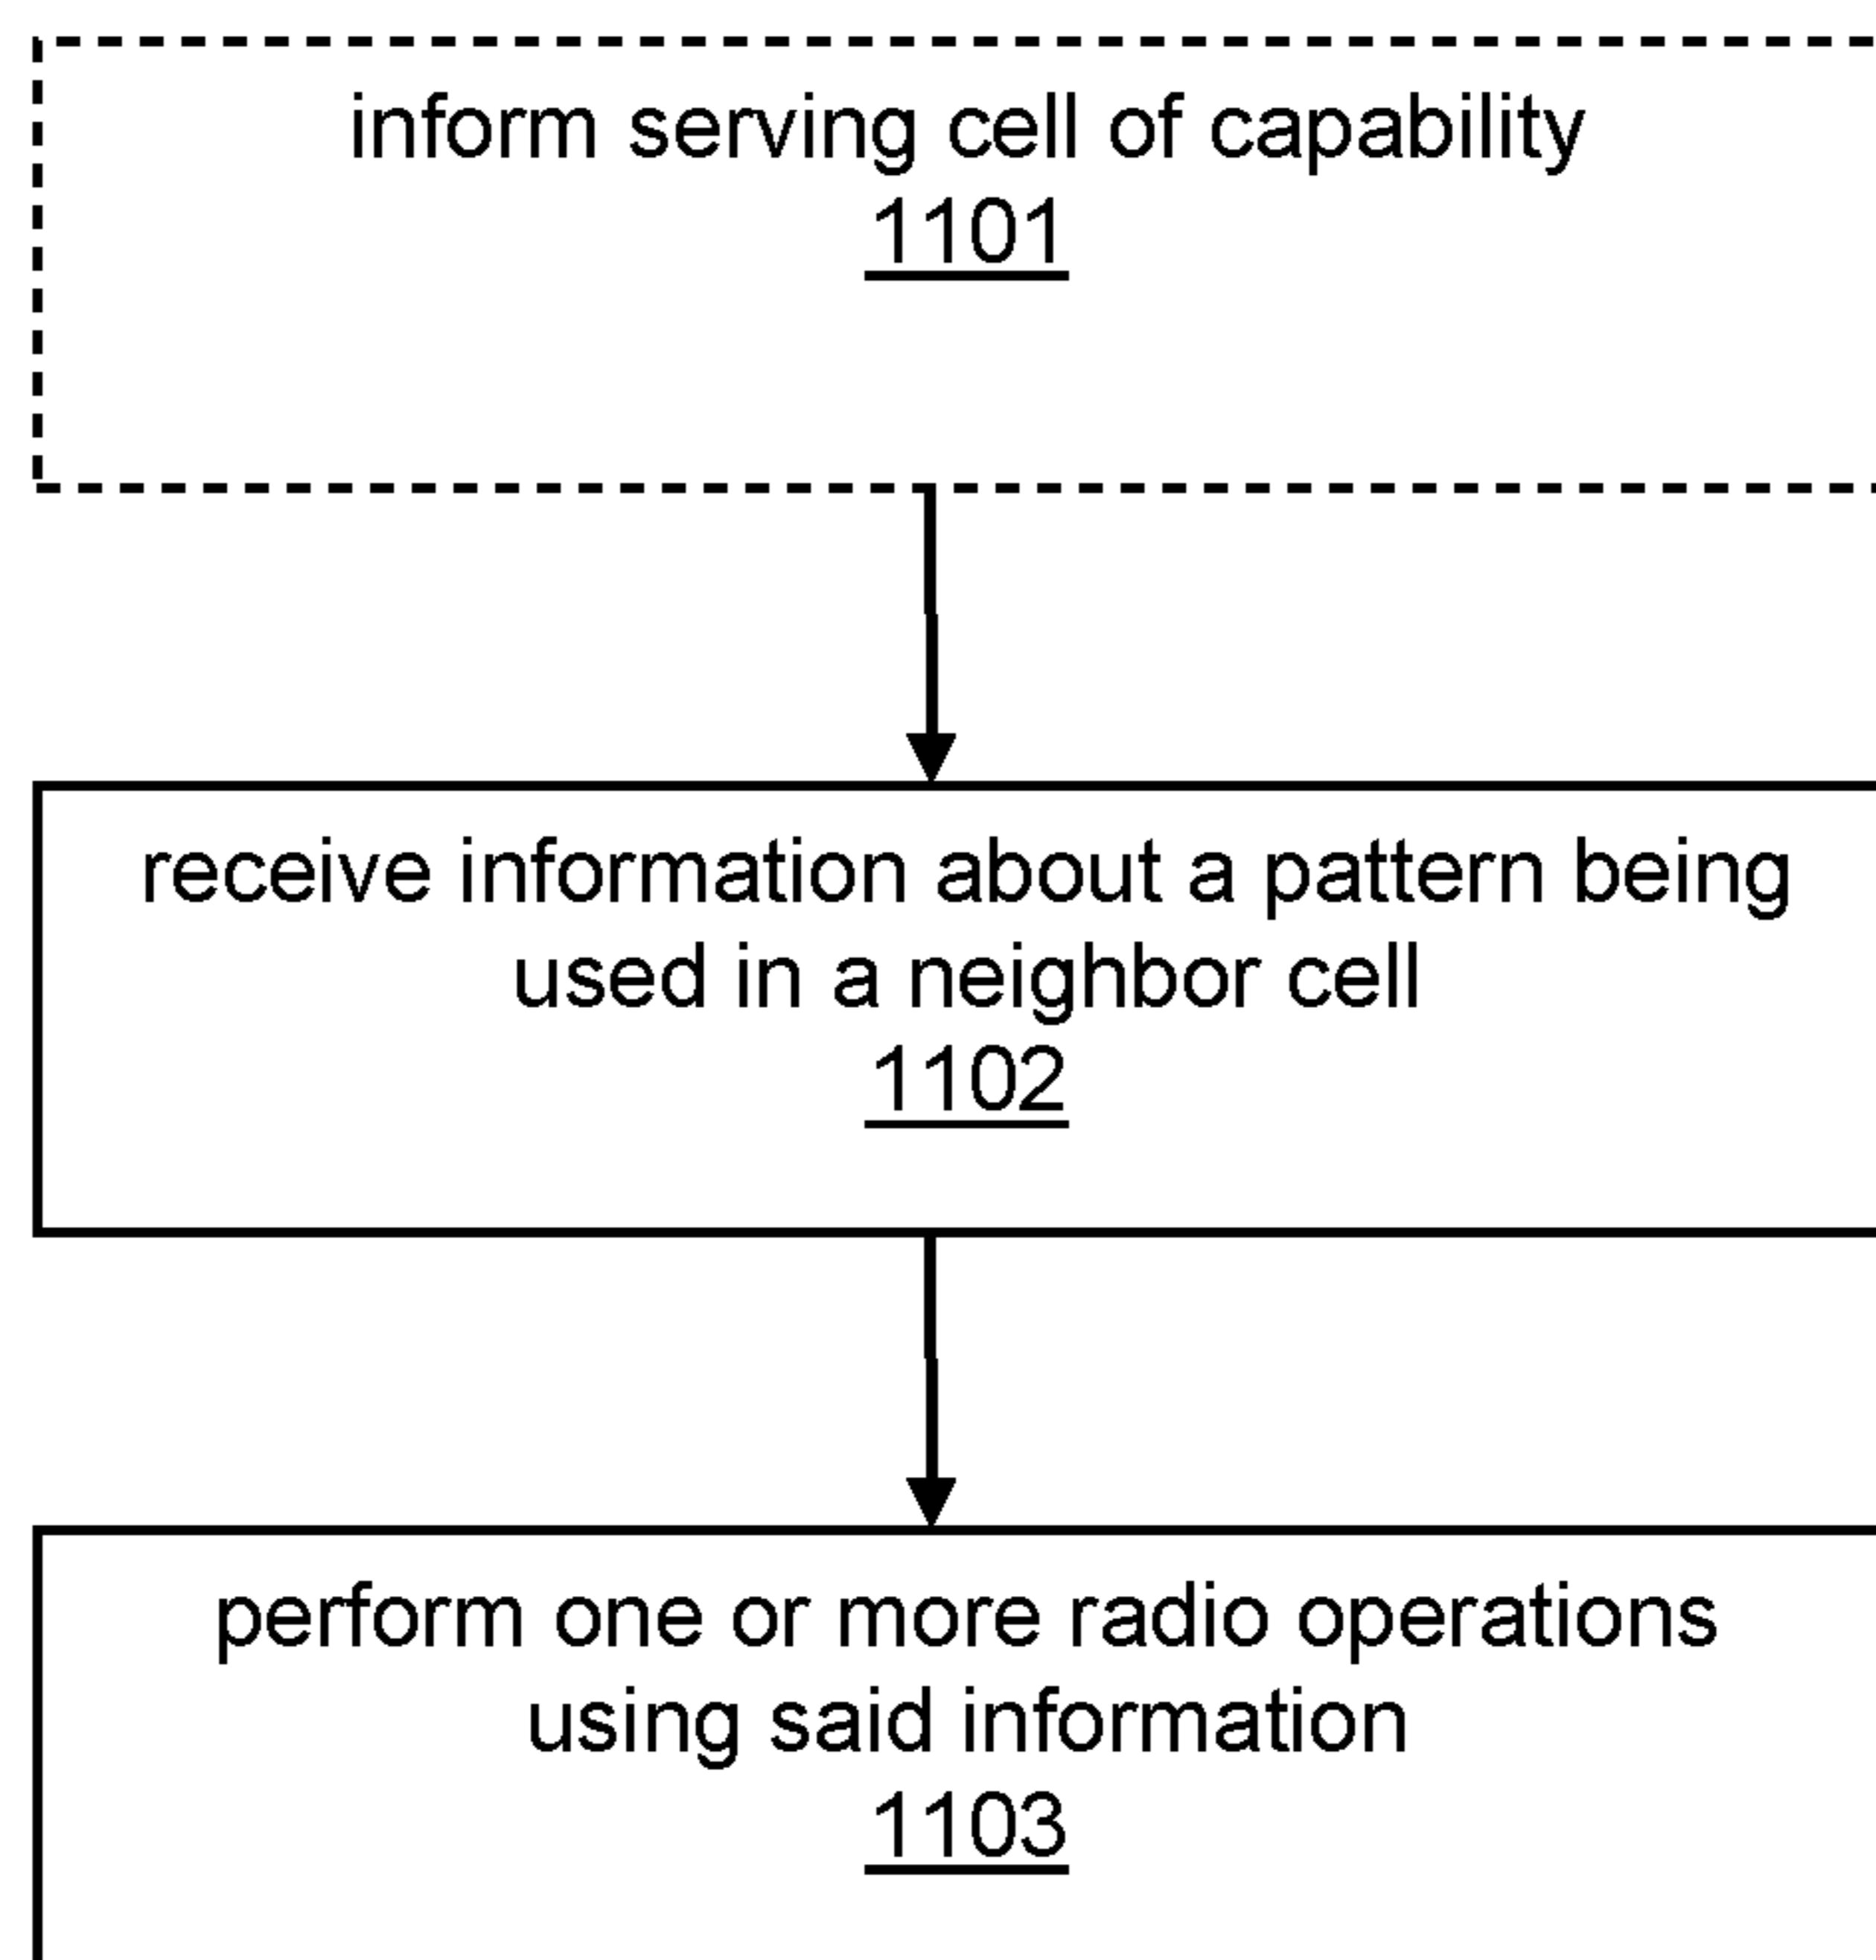 inform serving cell of capability
1101
receive information about a pattern being
used in a neighbor cell
1102
perform one or more radio operations
using said information
1103